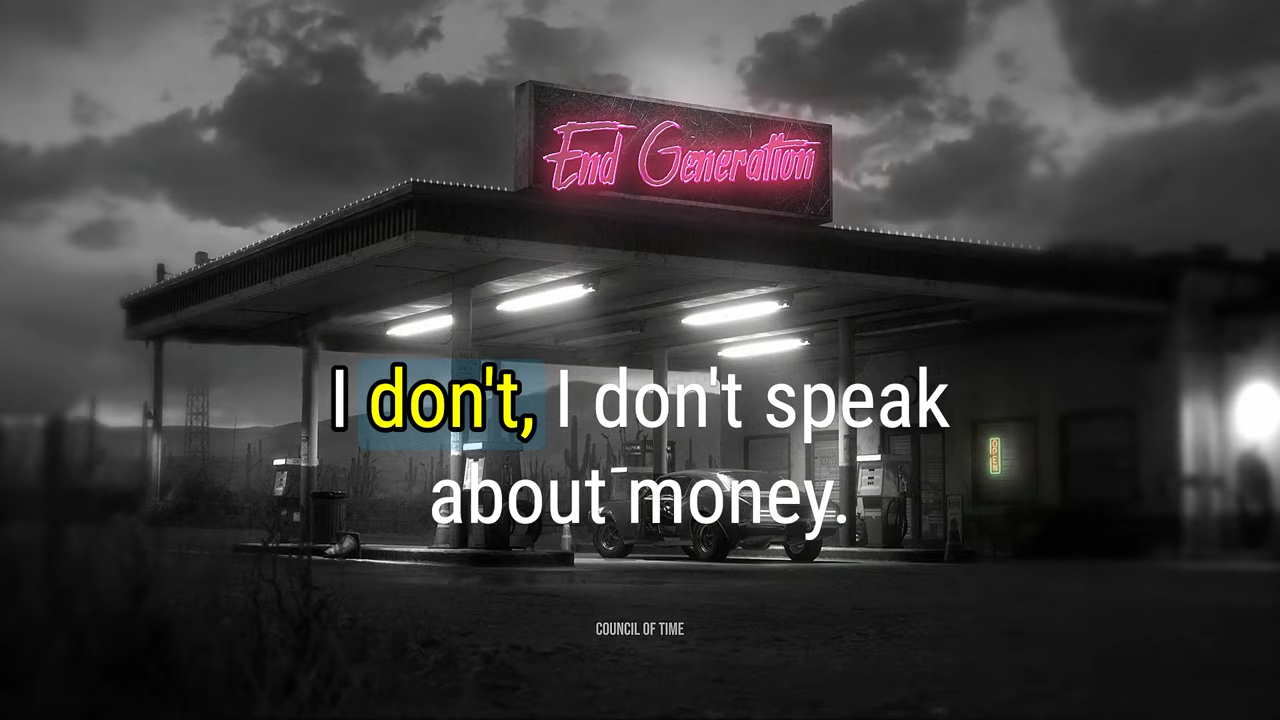 End Generation
I don't, I don't speak
about money.
OPEN
COUNCIL OF TIME